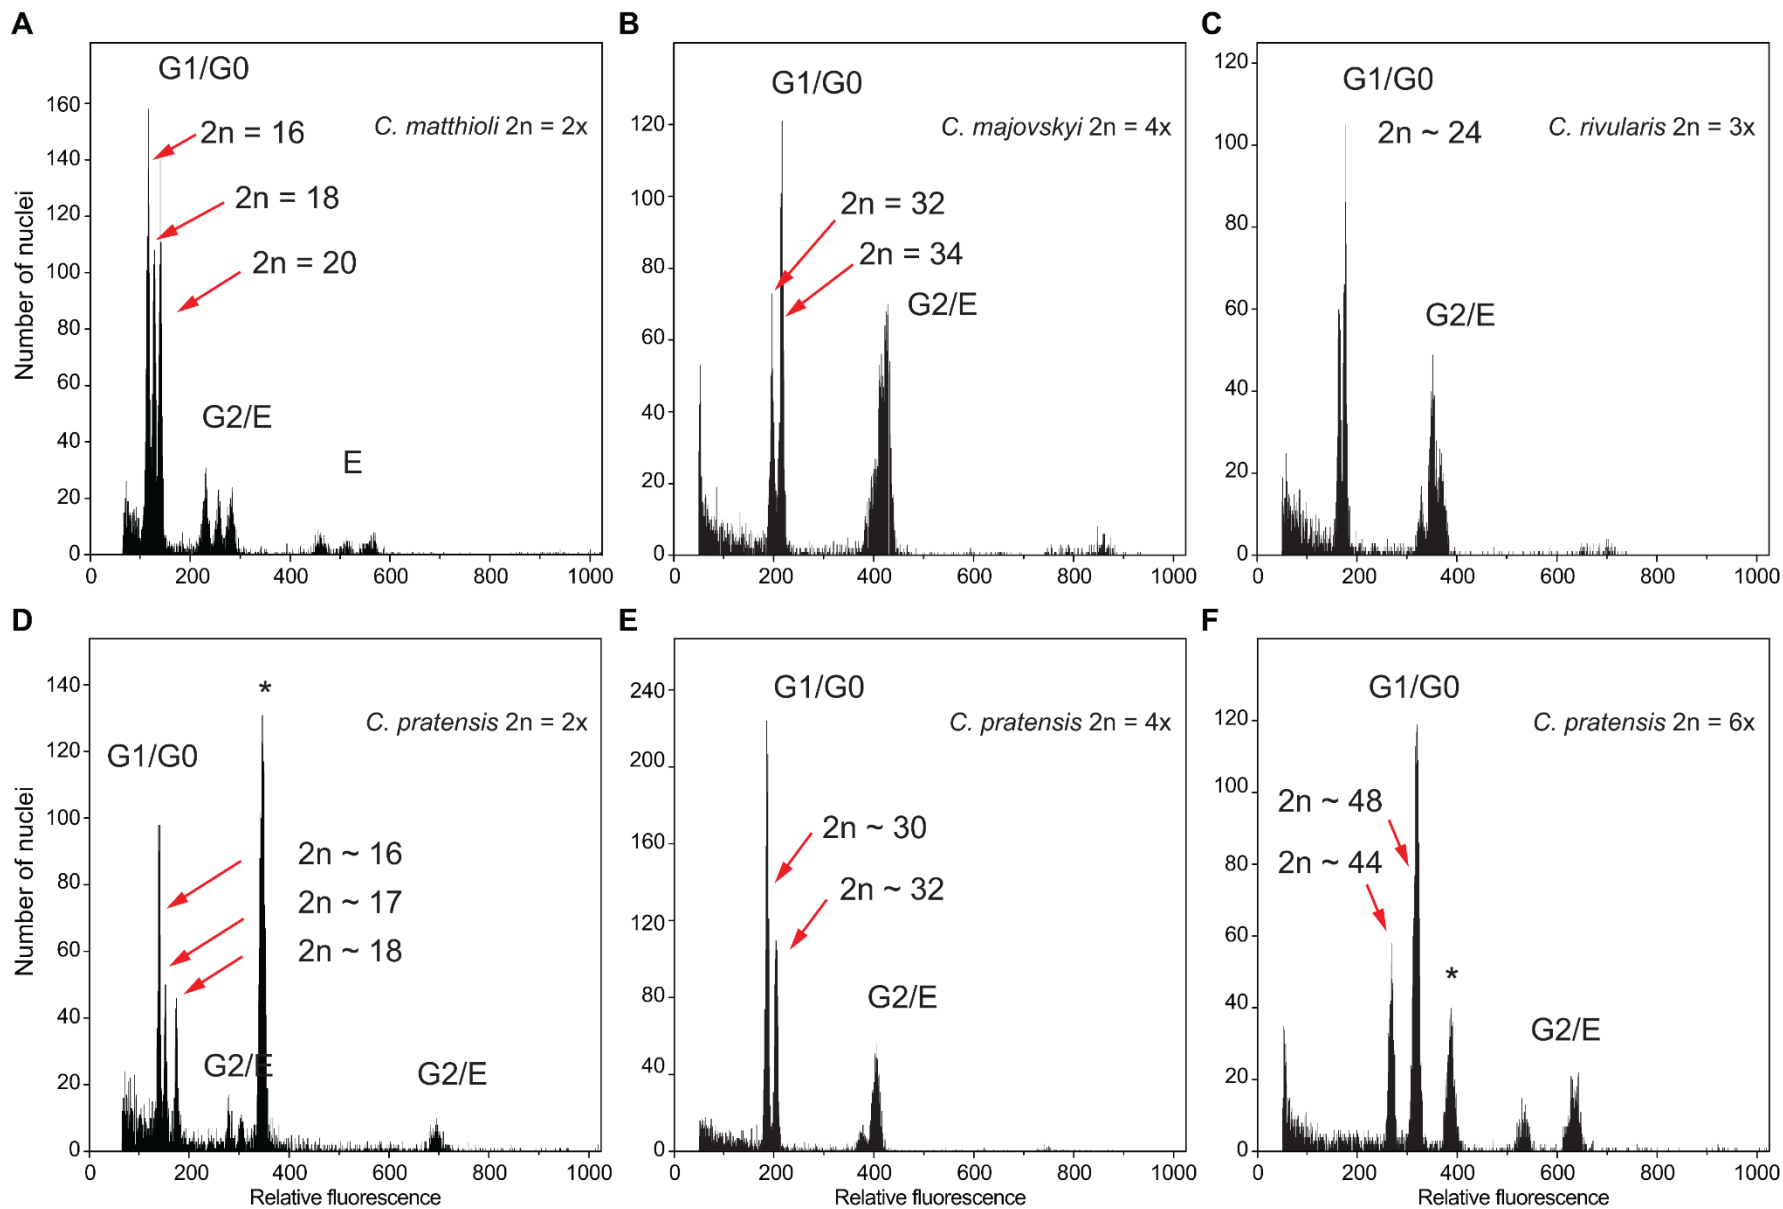 A
G1/G0
C. matthioli 2n = 2x
2n = 16
2n = 18
2n = 20
G2/E
E
Number of nuclei
160
140
120
100
80
60
40
20
0
0 200 400 600 800 1000
B
G1/G0
C. majovskyi 2n = 4x
2n = 32
2n = 34
G2/E
120
100
80
60
40
20
0
0 200 400 600 800 1000
C
G1/G0
C. rivularis 2n = 3x
2n ~ 24
G2/E
120
100
80
60
40
20
0
0 200 400 600 800 1000
D
*
C. pratensis 2n = 2x
G1/G0
2n ~ 16
2n ~ 17
2n ~ 18
G2/E
G2/E
Number of nuclei
140
120
100
80
60
40
20
0
0 200 400 600 800 1000
Relative fluorescence
E
G1/G0
C. pratensis 2n = 4x
2n ~ 30
2n ~ 32
G2/E
240
200
160
120
80
40
0
0 200 400 600 800 1000
Relative fluorescence
F
G1/G0
C. pratensis 2n = 6x
2n ~ 48
2n ~ 44
*
G2/E
120
100
80
60
40
20
0
0 200 400 600 800 1000
Relative fluorescence